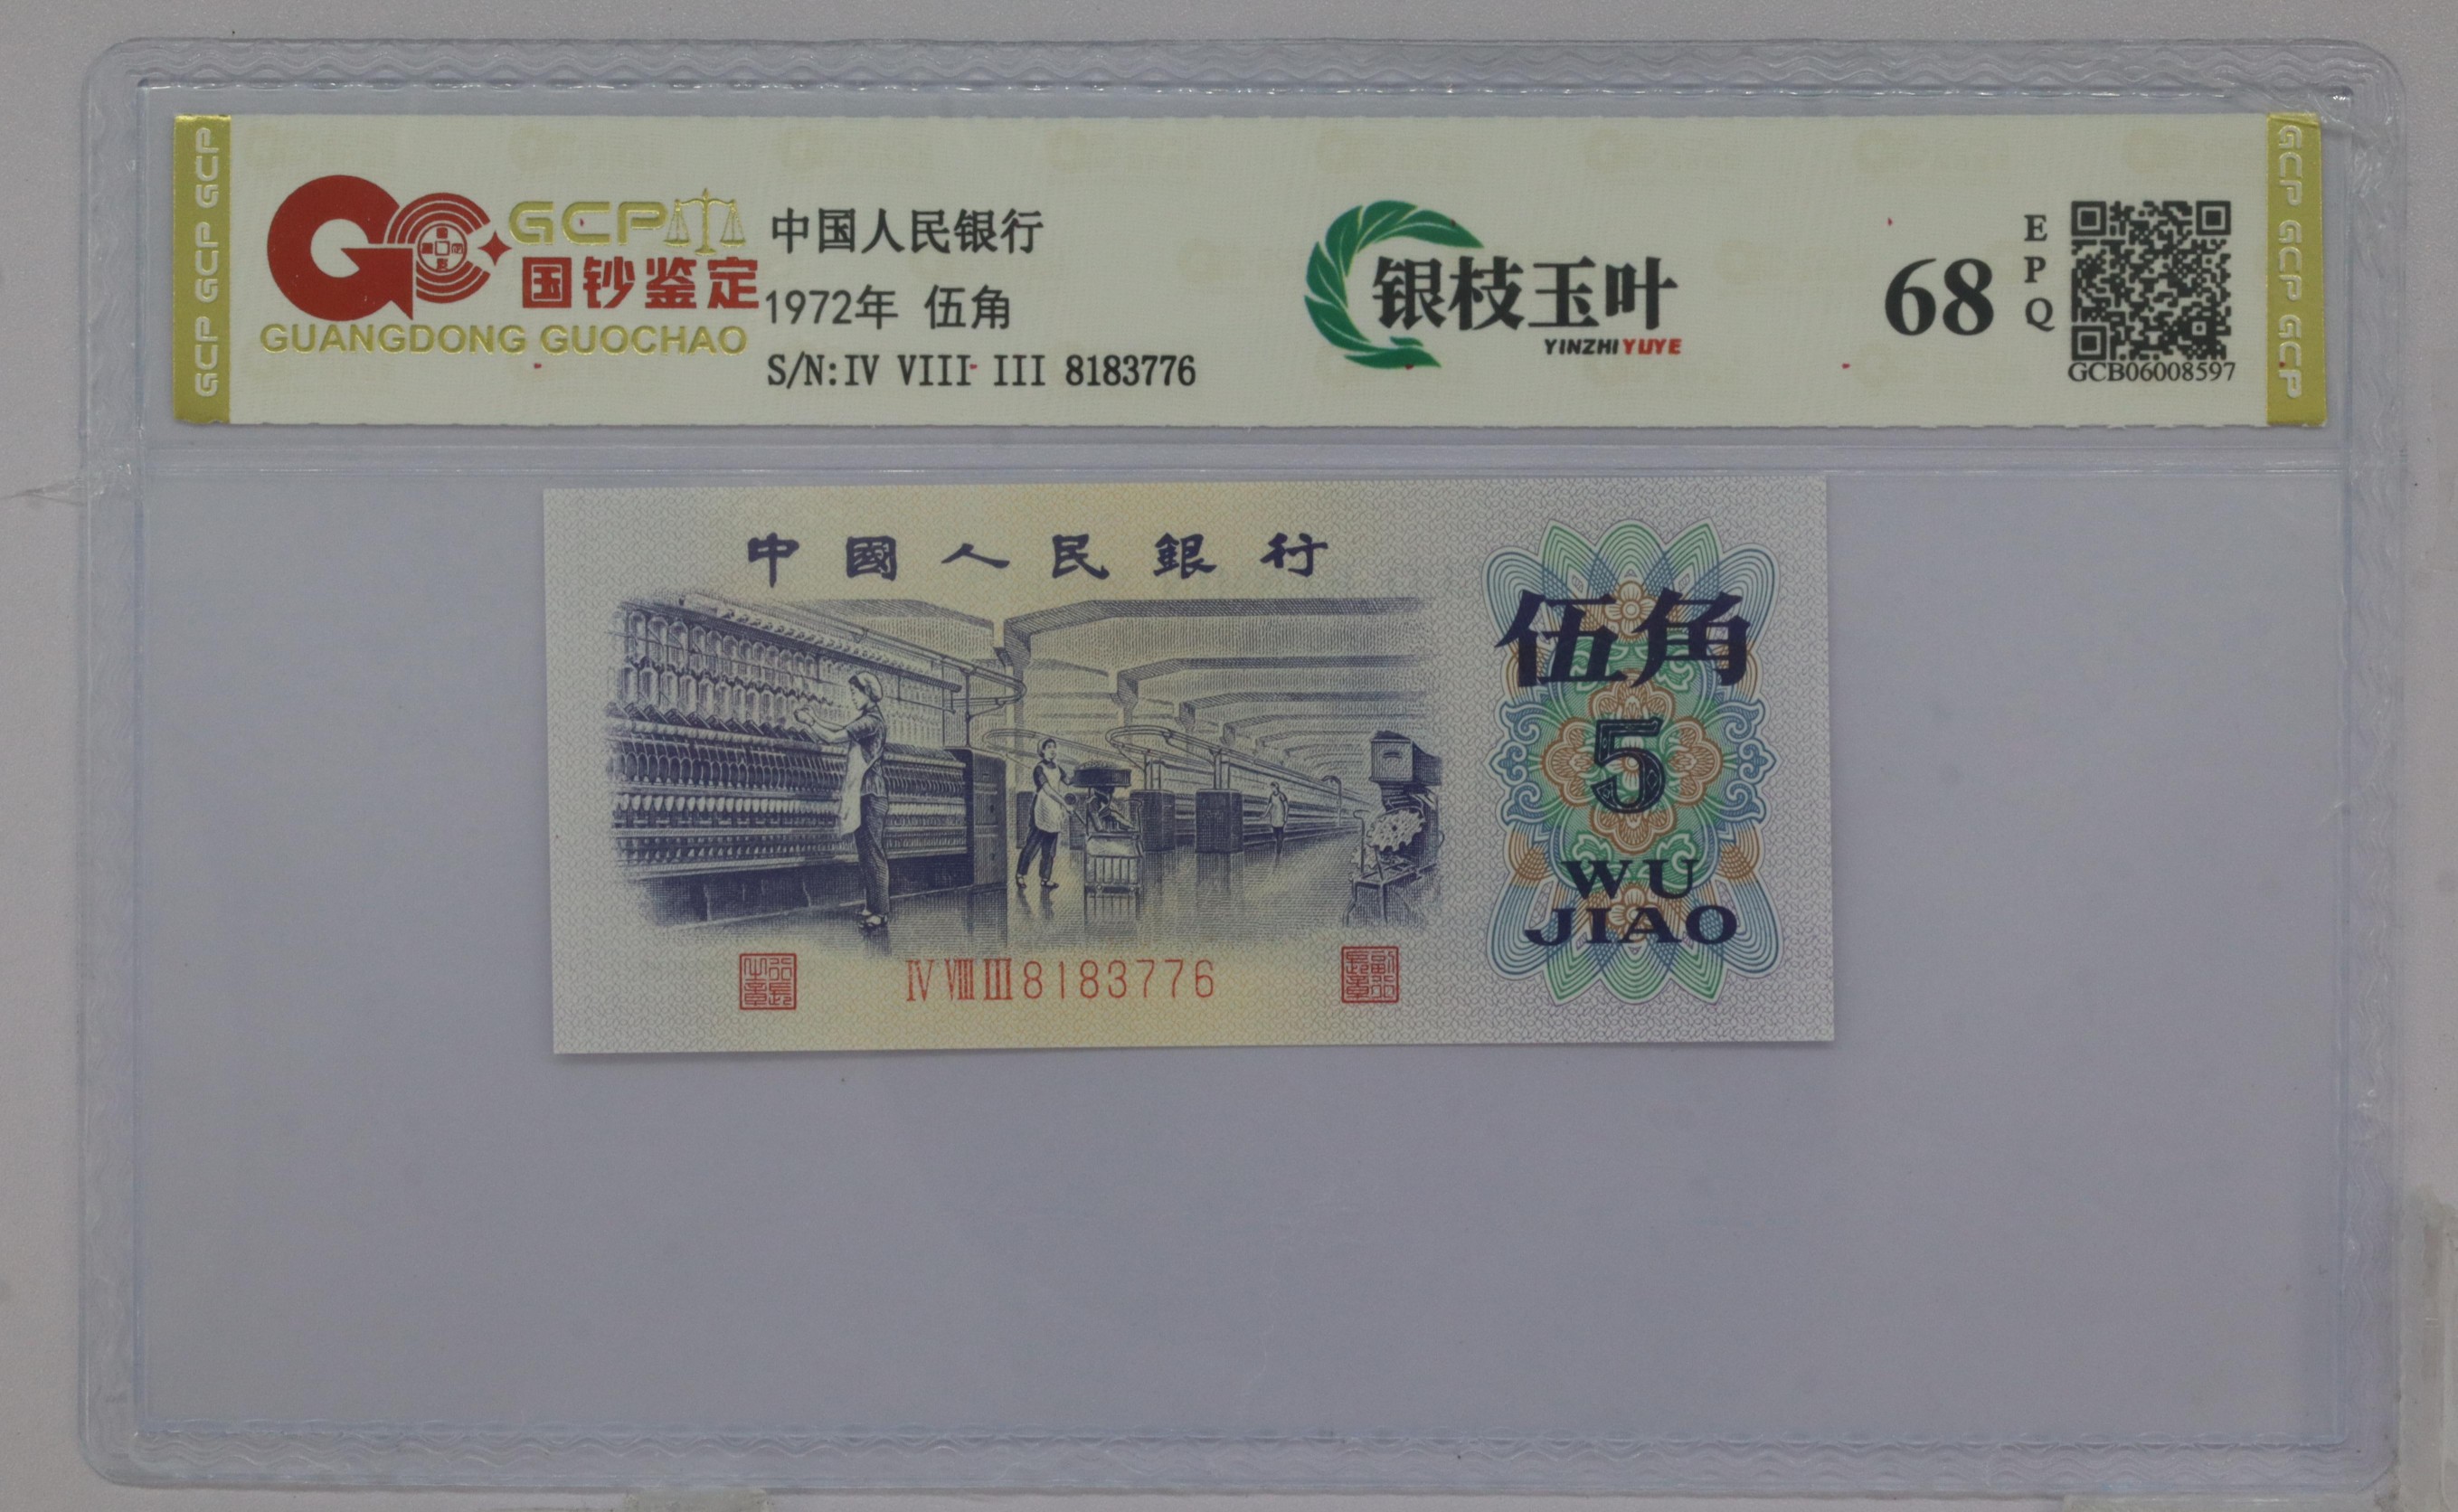 GCP GCP GCP
GCP
国钞鉴定
GUANGDONG GUOCHAO
中国人民银行
1972年 伍角
S/N:IV VIII III 8183776
银枝玉叶
YINZHI YUYE
68
EPQ
GCB06008597
GCP GCP GCP
中國人民銀行
伍角
5
WU
JIAO
IV VIII III 8183776